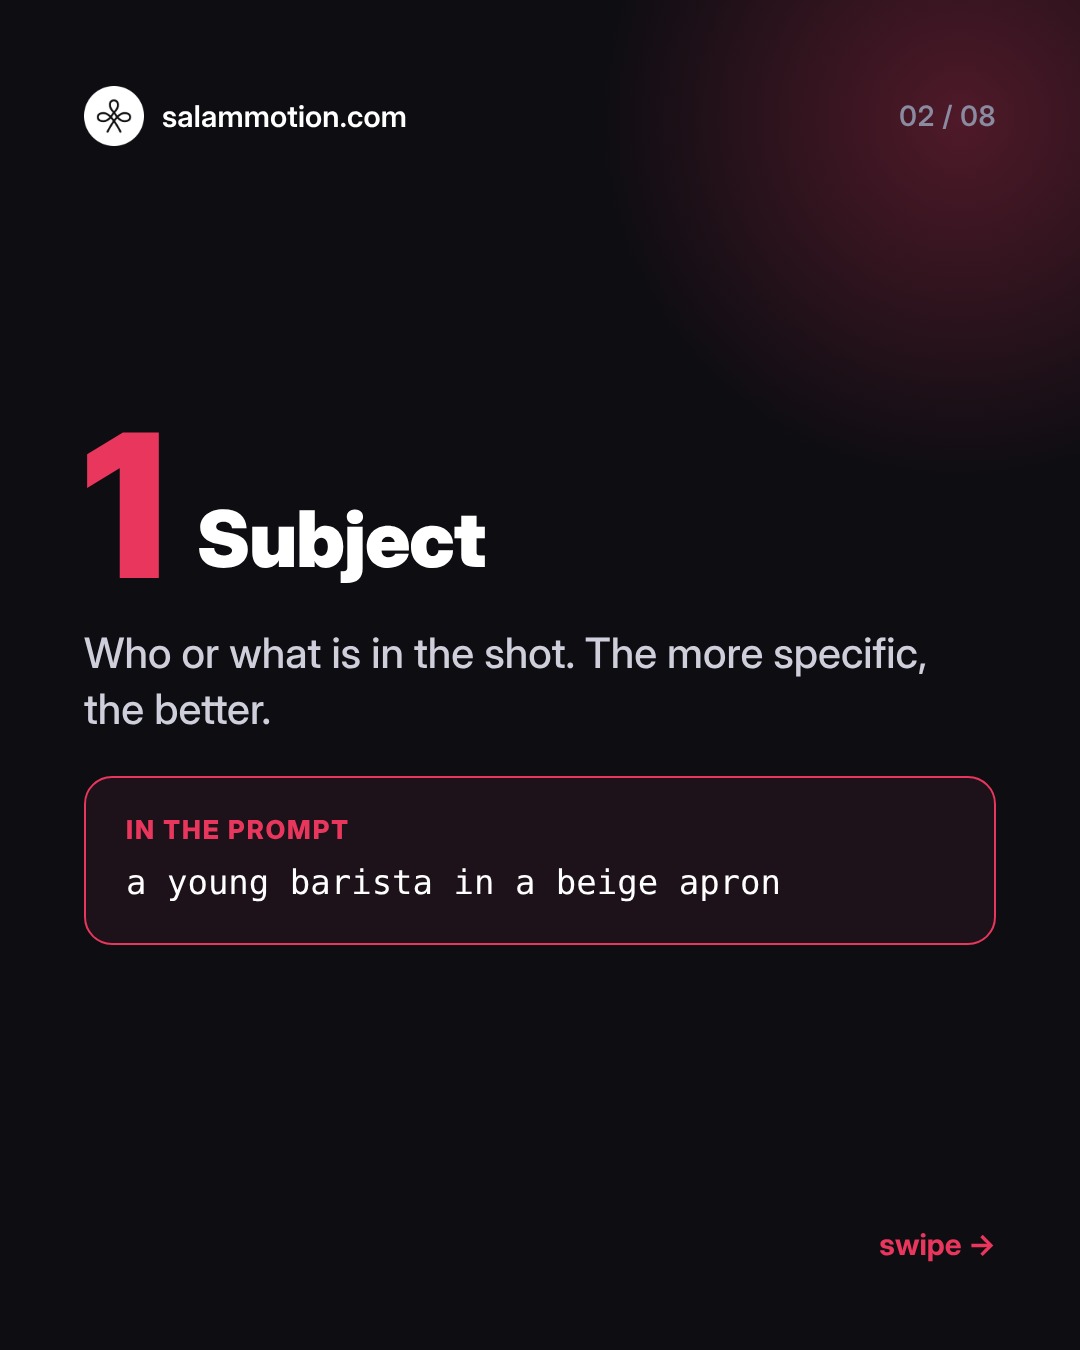 salammotion.com
02 / 08
1 Subject
Who or what is in the shot. The more specific,
the better.
IN THE PROMPT
a young barista in a beige apron
swipe →